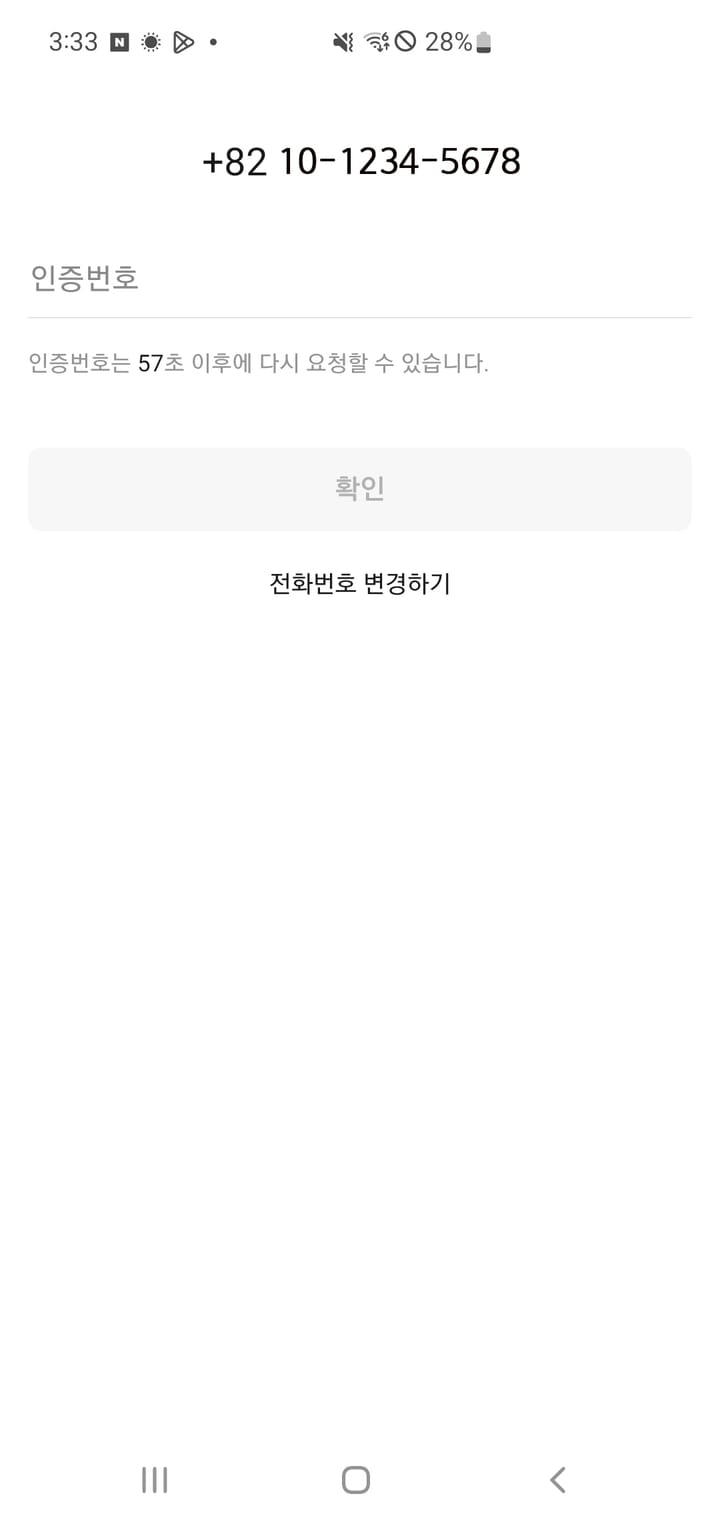 3:33 N 28%
+82 10-1234-5678
인증번호
인증번호는 57초 이후에 다시 요청할 수 있습니다.
확인
전화번호 변경하기